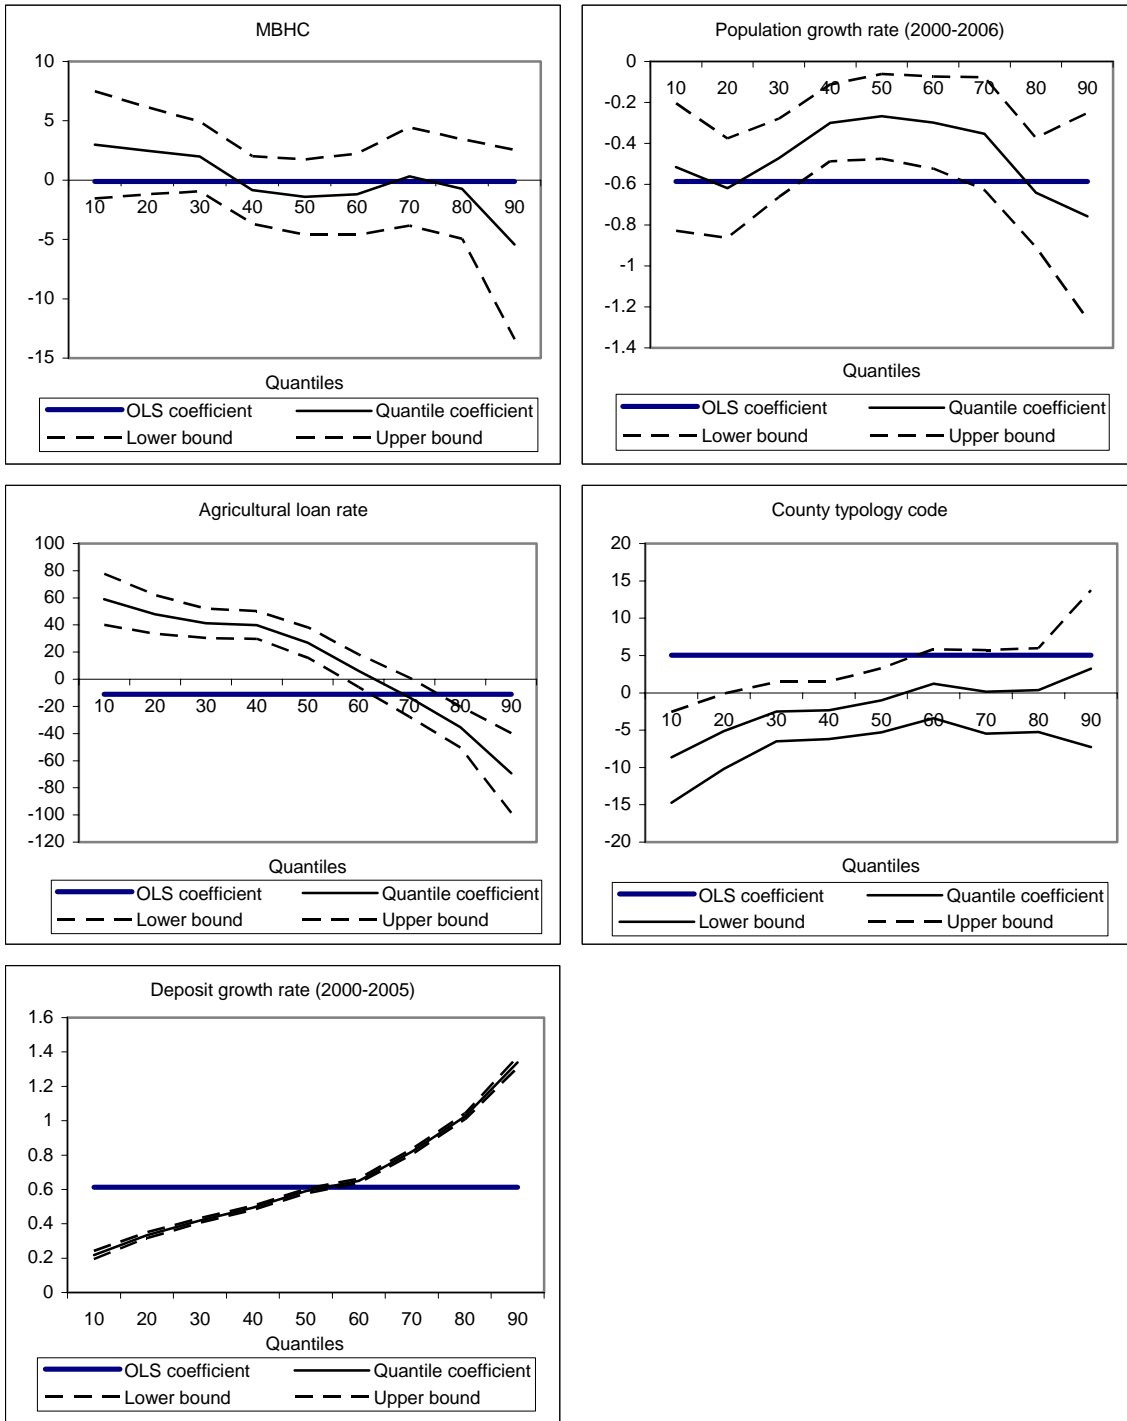 MBHC
10
5
0
-5
-10
-15
10 20 30 40 50 60 70 80 90
Quantiles
OLS coefficient Quantile coefficient
Lower bound Upper bound
Population growth rate (2000-2006)
0
-0.2
-0.4
-0.6
-0.8
-1
-1.2
-1.4
10 20 30 40 50 60 70 80 90
Quantiles
OLS coefficient Quantile coefficient
Lower bound Upper bound
Agricultural loan rate
100
80
60
40
20
0
-20
-40
-60
-80
-100
-120
10 20 30 40 50 60 70 80 90
Quantiles
OLS coefficient Quantile coefficient
Lower bound Upper bound
County typology code
20
15
10
5
0
-5
-10
-15
-20
10 20 30 40 50 60 70 80 90
Quantiles
OLS coefficient Quantile coefficient
Lower bound Upper bound
Deposit growth rate (2000-2005)
1.6
1.4
1.2
1
0.8
0.6
0.4
0.2
0
10 20 30 40 50 60 70 80 90
Quantiles
OLS coefficient Quantile coefficient
Lower bound Upper bound